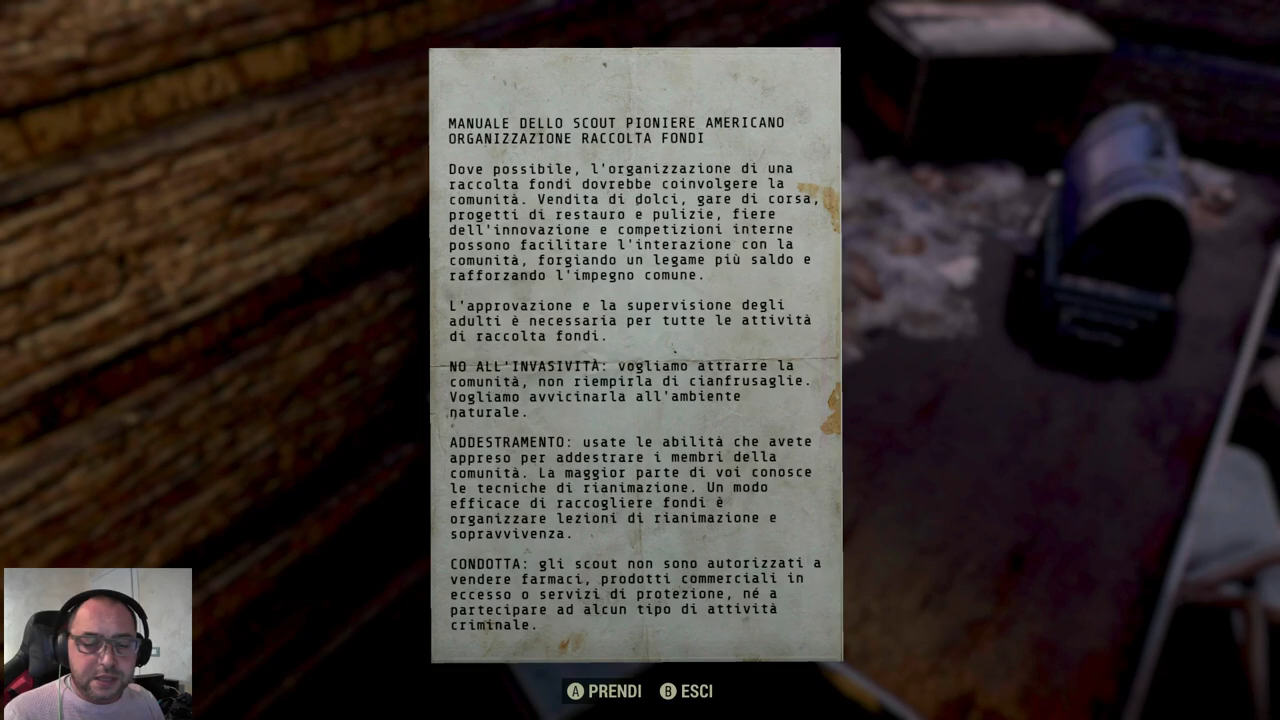 MANUALE DELLO SCOUT PIONIERE AMERICANO
ORGANIZZAZIONE RACCOLTA FONDI
Dove possibile, l'organizzazione di una
raccolta fondi dovrebbe coinvolgere la
comunità. Vendita di dolci, gare di corsa,
progetti di restauro e pulizie, fiere
dell'innovazione e competizioni interne
possono facilitare l'interazione con la
comunità, forgiando un legame più saldo e
rafforzando l'impegno comune.
L'approvazione e la supervisione degli
adulti è necessaria per tutte le attività
di raccolta fondi.
NO ALL'INVASIVITÀ: vogliamo attrarre la
comunità, non riempirla di cianfrusaglie.
Vogliamo avvicinarla all'ambiente
naturale.
ADDESTRAMENTO: usate le abilità che avete
appreso per addestrare i membri della
comunità. La maggior parte di voi conosce
le tecniche di rianimazione. Un modo
efficace di raccogliere fondi è
organizzare lezioni di rianimazione e
sopravvivenza.
CONDOTTA: gli scout non sono autorizzati a
vendere farmaci, prodotti commerciali in
eccesso o servizi di protezione, né a
partecipare ad alcun tipo di attività
criminale.
A PRENDI B ESCI